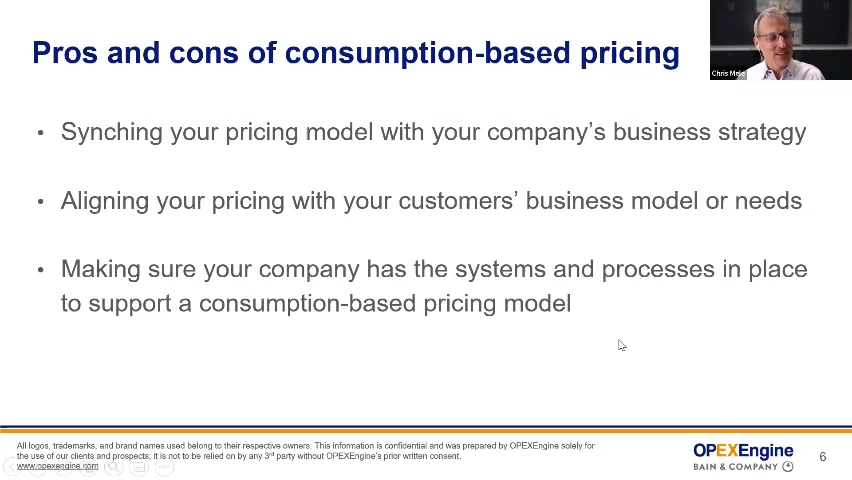 Pros and cons of consumption-based pricing
Chris Mele
• Synching your pricing model with your company's business strategy
• Aligning your pricing with your customers' business model or needs
• Making sure your company has the systems and processes in place
to support a consumption-based pricing model
All logos, trademarks, and brand names used belong to their respective owners. This information is confidential and was prepared by OPEXEngine solely for
the use of our clients and prospects; it is not to be relied on by any 3rd party without OPEXEngine's prior written consent.
www.opexengine.com
OPEXEngine
BAIN & COMPANY
6